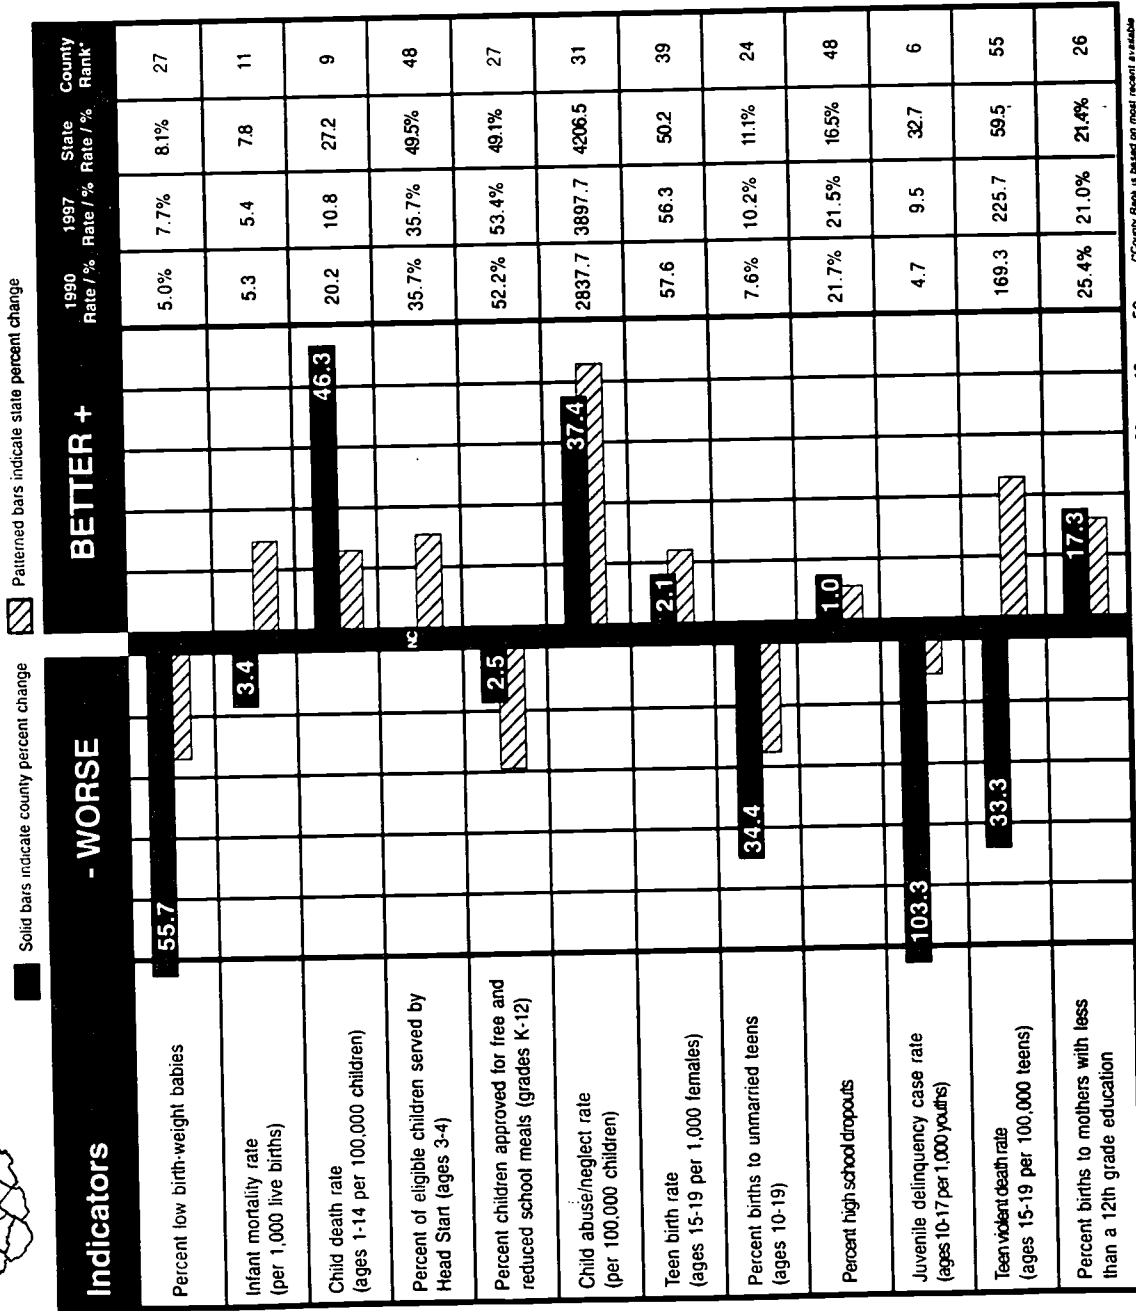 Solid bars indicate county percent change
Patterned bars indicate state percent change
Indicators
- WORSE
BETTER +
1990 Rate / %
1997 Rate / %
State Rate / %
County Rank*
Percent low birth-weight babies
55.7
5.0% 7.7% 8.1% 27
Infant mortality rate
(per 1,000 live births)
3.4
5.3 5.4 7.8 11
Child death rate
(ages 1-14 per 100,000 children)
46.3
20.2 10.8 27.2 9
Percent of eligible children served by
Head Start (ages 3-4)
NC
35.7% 35.7% 49.5% 48
Percent children approved for free and
reduced school meals (grades K-12)
2.5
52.2% 53.4% 49.1% 27
Child abuse/neglect rate
(per 100,000 children)
37.4
2837.7 3897.7 4206.5 31
Teen birth rate
(ages 15-19 per 1,000 females)
2.1
57.6 56.3 50.2 39
Percent births to unmarried teens
(ages 10-19)
34.4
7.6% 10.2% 11.1% 24
Percent high school dropouts
1.0
21.7% 21.5% 16.5% 48
Juvenile delinquency case rate
(ages 10-17 per 1,000 youths)
103.3
4.7 9.5 32.7 6
Teen violent death rate
(ages 15-19 per 100,000 teens)
33.3
169.3 225.7 59.5 55
Percent births to mothers with less
than a 12th grade education
17.3
25.4% 21.0% 21.4% 26
(*County Rank is based on most recent available